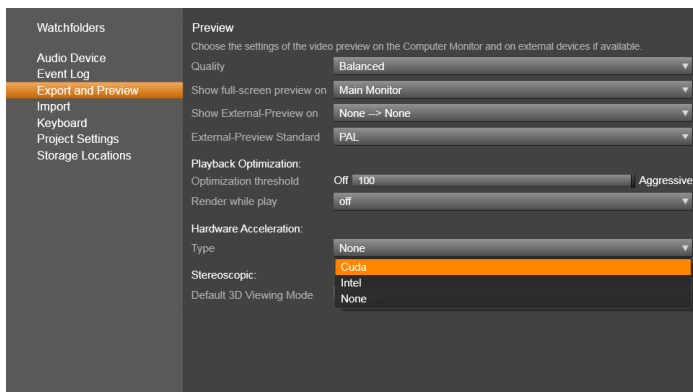 Watchfolders
Audio Device
Event Log
Export and Preview
Import
Keyboard
Project Settings
Storage Locations
Preview
Choose the settings of the video preview on the Computer Monitor and on external devices if available.
Quality Balanced
Show full-screen preview on Main Monitor
Show External-Preview on None --> None
External-Preview Standard PAL
Playback Optimization:
Optimization threshold Off 100 Aggressive
Render while play off
Hardware Acceleration:
Type None
Cuda
Intel
None
Stereoscopic:
Default 3D Viewing Mode